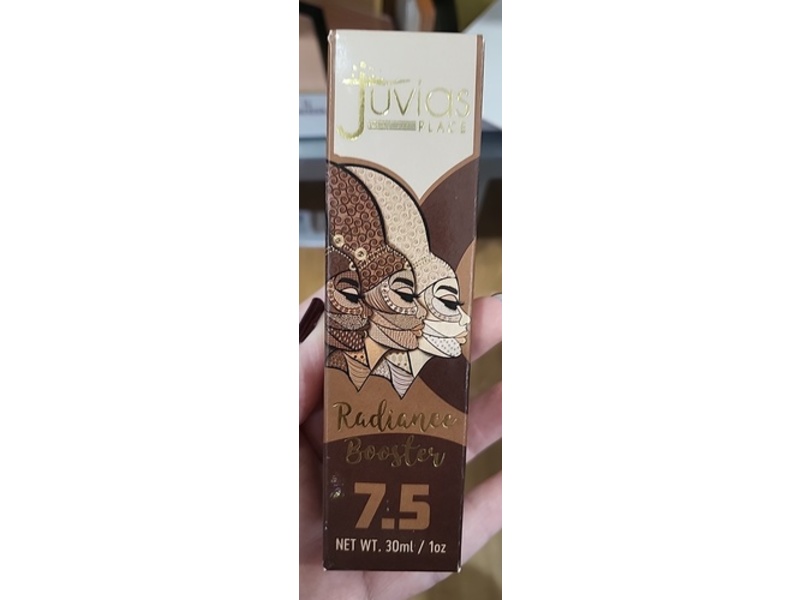 Juvias
PLACE
Radiance
Booster
7.5
NET WT. 30ml / 1oz